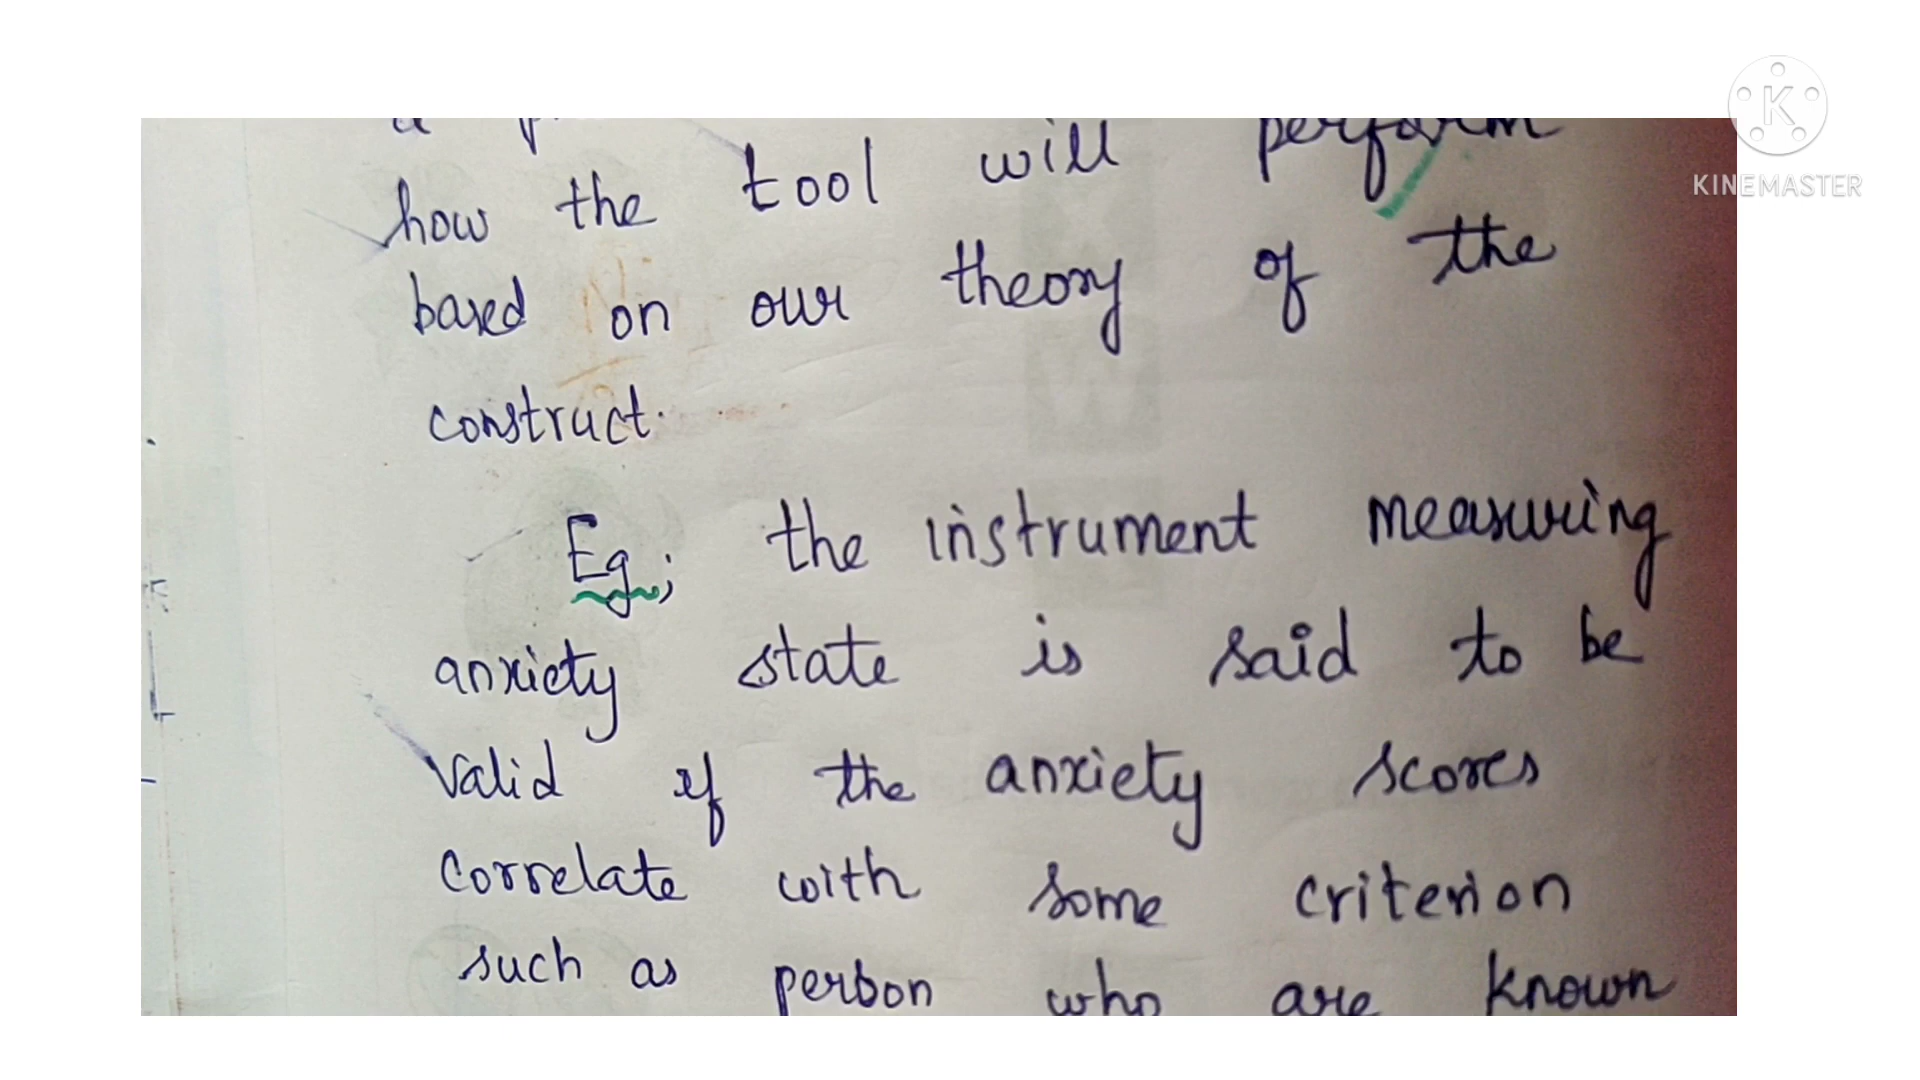 how the tool will perform
based on our theory of the
construct.
Eg; the instrument measuring
anxiety state is said to be
valid if the anxiety scores
correlate with some criterion
such as person who are known
K
KINEMASTER